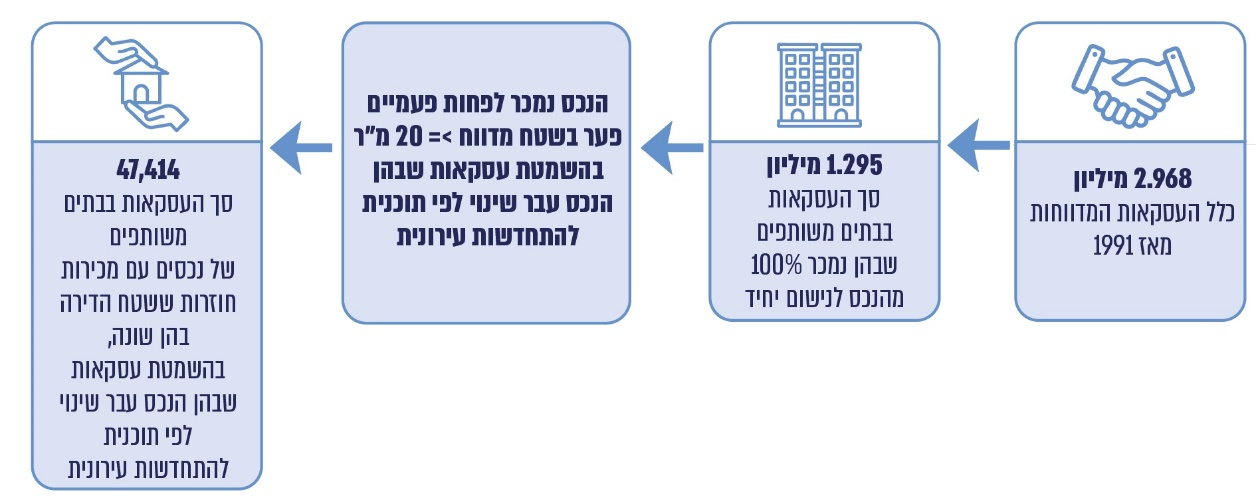 2.968 מיליון
כלל העסקאות המדווחות
מאז 1991
1.295 מיליון
סך העסקאות
בבתים משותפים
שבהן נמכר 100%
מהנכס לנישום יחיד
הנכס נמכר לפחות פעמיים
פער בשטח מדווח >= 20 מ"ר
בהשמטת עסקאות שבהן
הנכס עבר שינוי לפי תוכנית
להתחדשות עירונית
47,414
סך העסקאות בבתים
משותפים
של נכסים עם מכירות
חוזרות ששטח הדירה
בהן שונה,
בהשמטת עסקאות
שבהן הנכס עבר שינוי
לפי תוכנית
להתחדשות עירונית